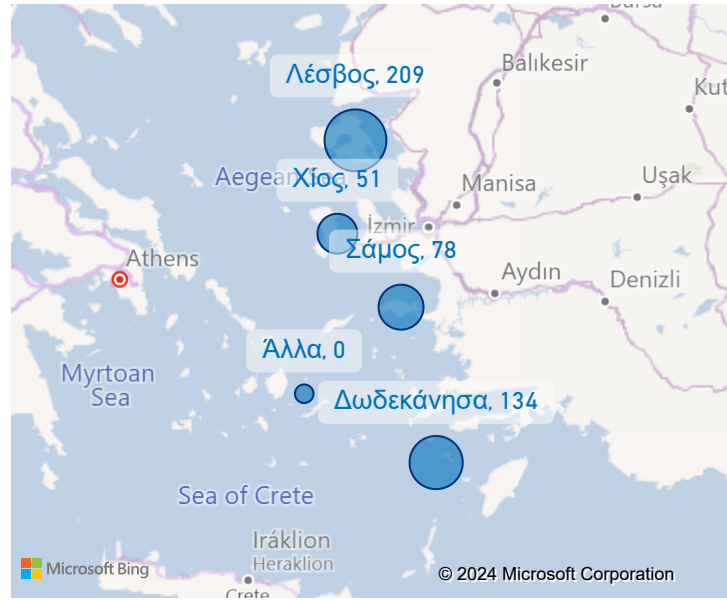 Bursa
Balıkesir
Λέσβος, 209
Kut
Aegean Sea
Χίος, 51
Manisa
Uşak
İzmir
Σάμος, 78
Athens
Aydın
Denizli
Άλλα, 0
Myrtoan
Sea
Δωδεκάνησα, 134
Sea of Crete
Iráklion
Heraklion
Microsoft Bing
© 2024 Microsoft Corporation
Crete